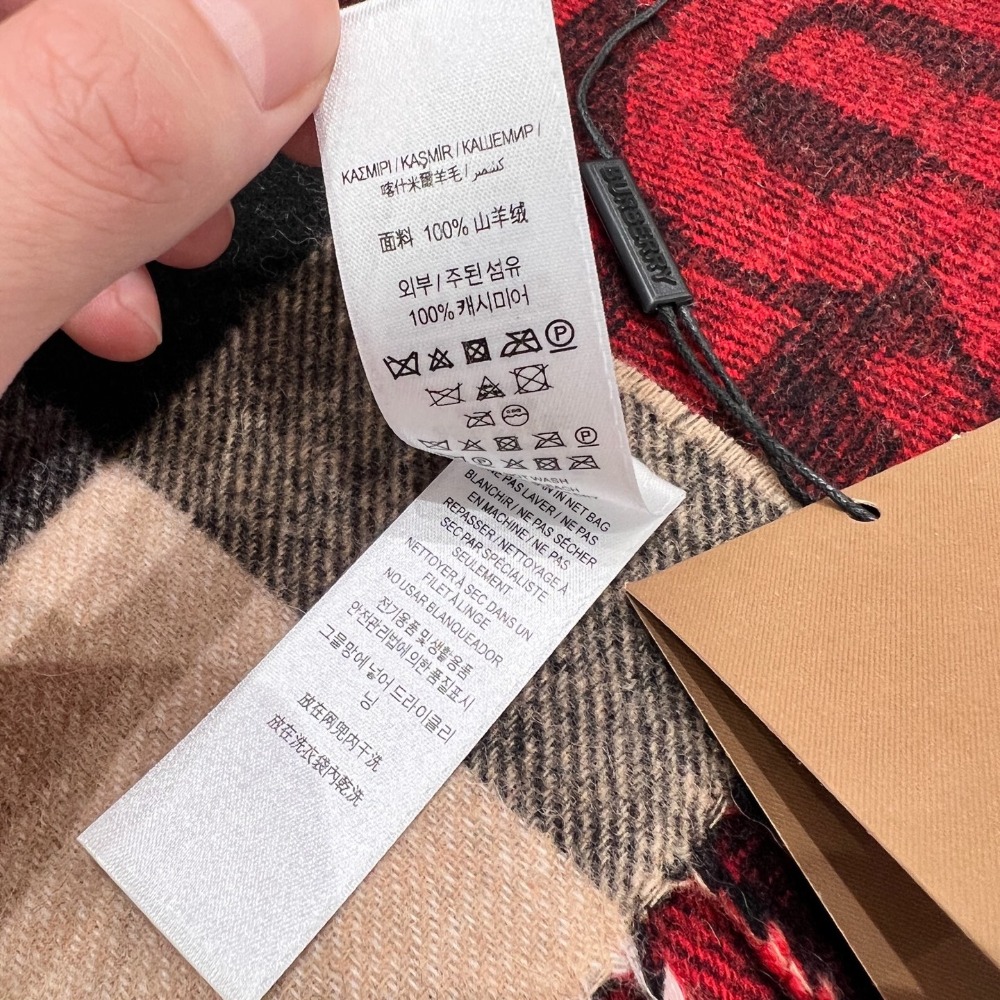 ΚΑΣΜΙΡΙ / KAŞMİR / КАШЕМИР /
喀什米爾羊毛 / كشمير
面料 100% 山羊绒
외부 / 주된 섬유
100% 캐시미어
P
P
WASH
IN NET BAG
NE PAS LAVER / NE PAS
BLANCHIR / NE PAS SÉCHER
EN MACHINE / NE PAS
REPASSER / NETTOYAGE À
SEC PAR SPÉCIALISTE
SEULEMENT
NETTOYER À SEC DANS UN
FILET À LINGE
NO USAR BLANQUEADOR
전기용품 및 생활용품
안전관리법에 의한 품질표시
그물망에 넣어 드라이클리
닝
放在网兜内干洗
放在洗衣袋內乾洗
BURBERRY